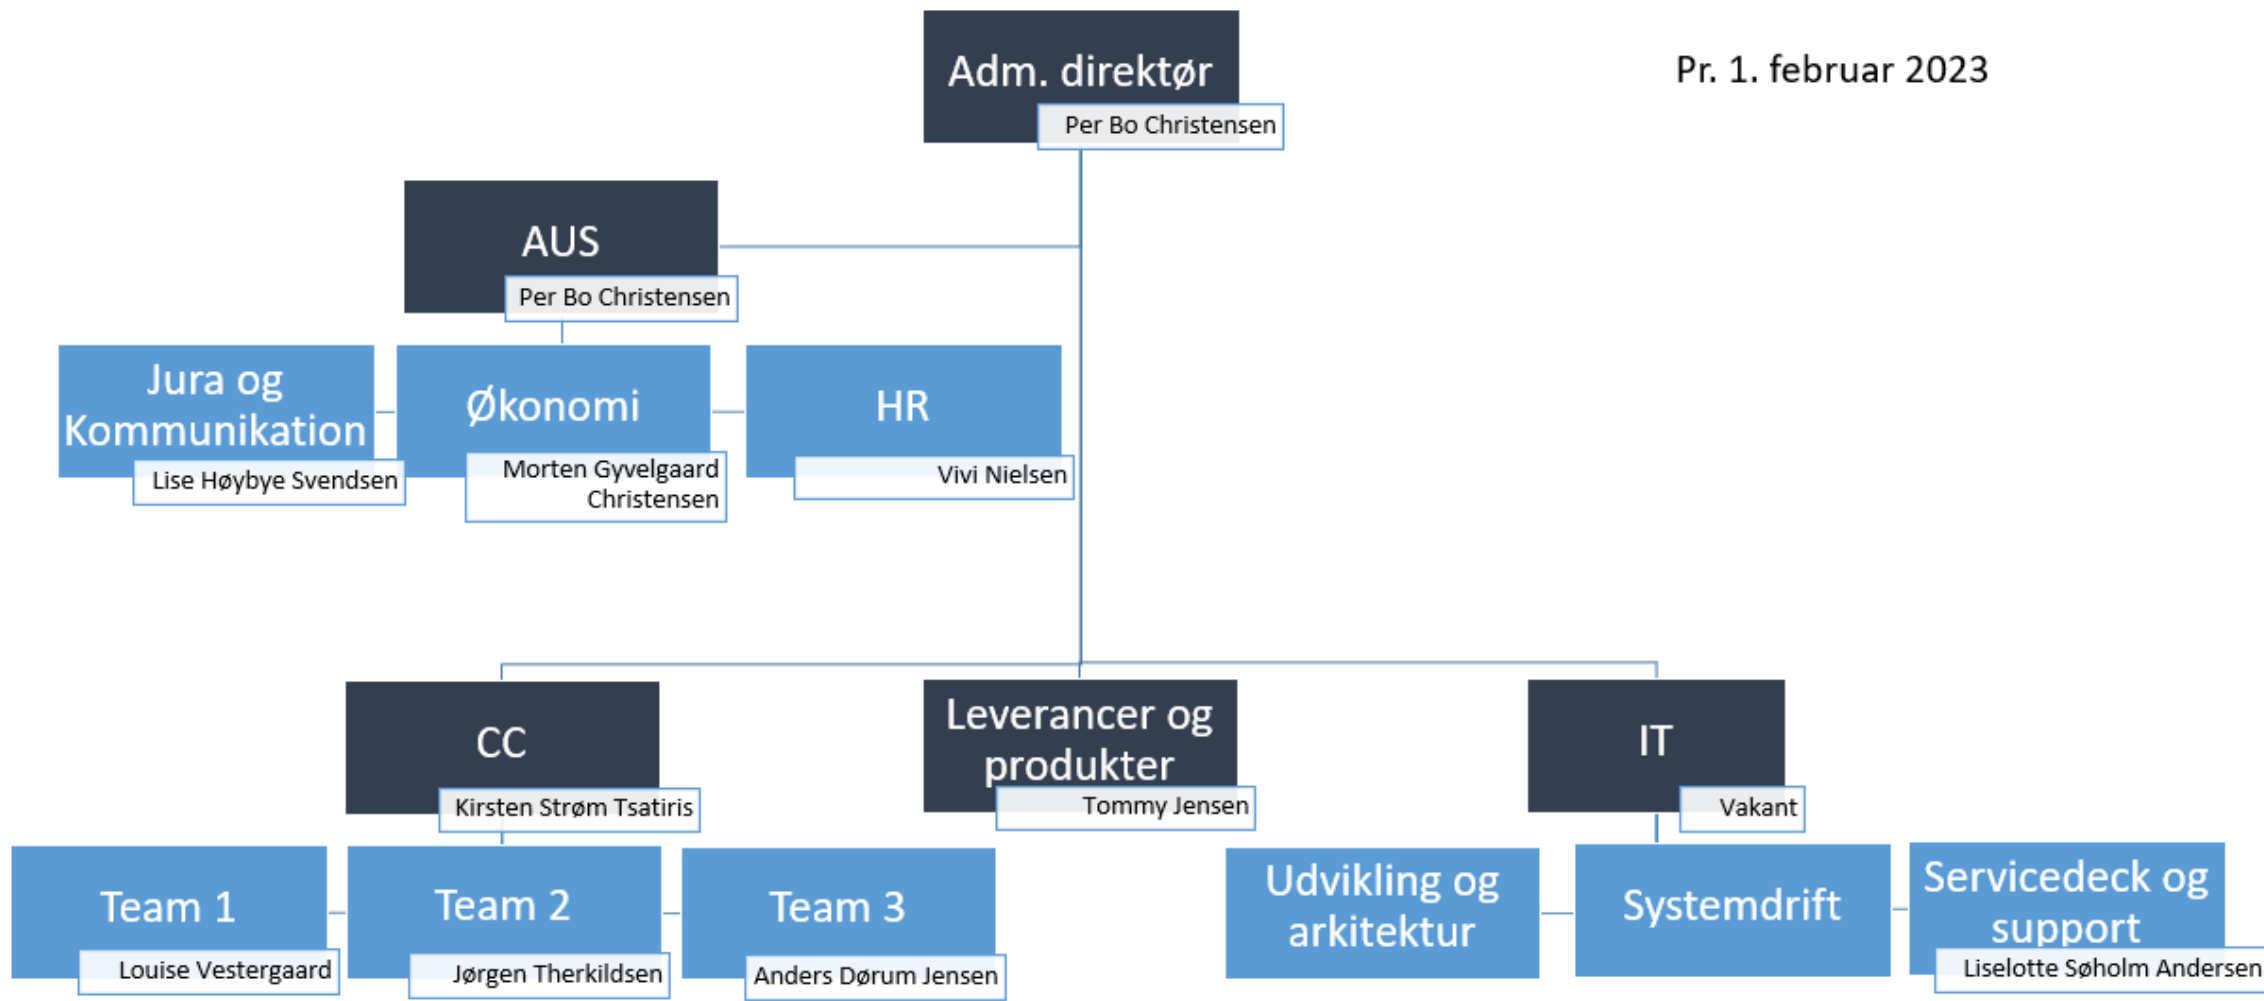 Adm. direktør
Per Bo Christensen
Pr. 1. februar 2023
AUS
Per Bo Christensen
Jura og
Kommunikation
Lise Høybye Svendsen
Økonomi
Morten Gyvelgaard
Christensen
HR
Vivi Nielsen
CC
Kirsten Strøm Tsatiris
Leverancer og
produkter
Tommy Jensen
IT
Vakant
Team 1
Louise Vestergaard
Team 2
Jørgen Therkildsen
Team 3
Anders Dørum Jensen
Udvikling og
arkitektur
Systemdrift
Servicedeck og
support
Liselotte Søholm Andersen